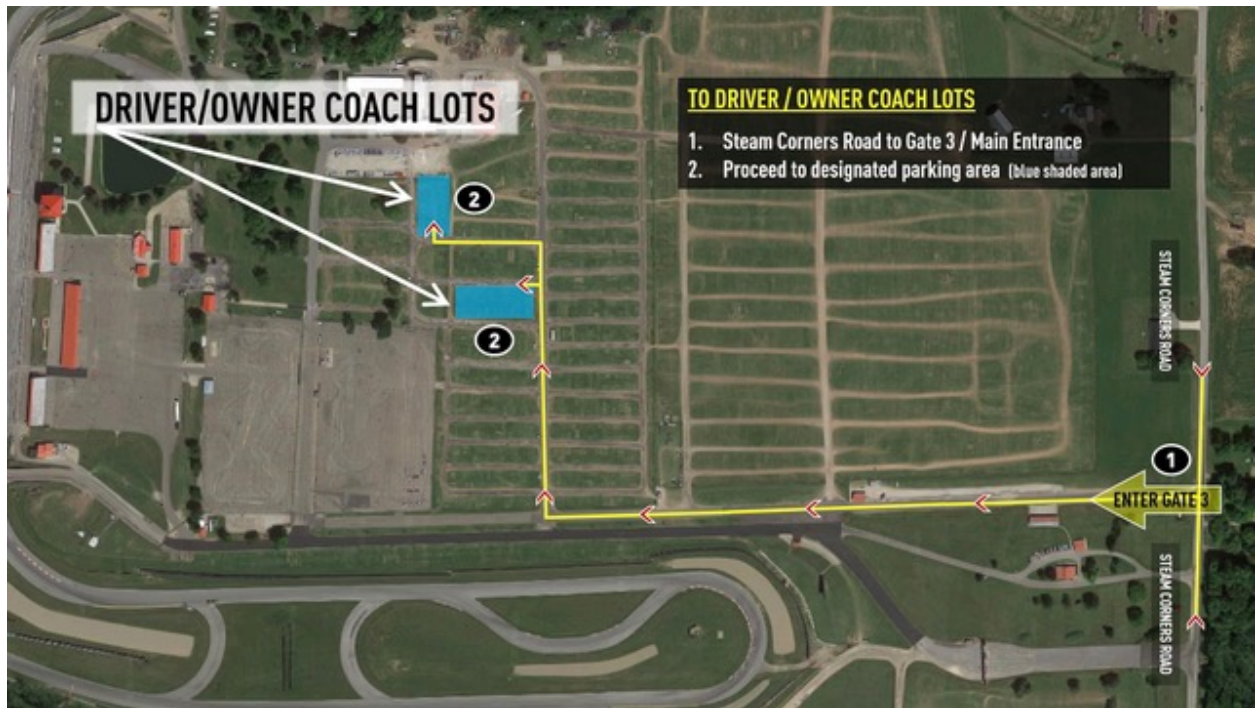 DRIVER/OWNER COACH LOTS
TO DRIVER / OWNER COACH LOTS
1. Steam Corners Road to Gate 3 / Main Entrance
2. Proceed to designated parking area (blue shaded area)
2
2
STEAM CORNERS ROAD
1
ENTER GATE 3
STEAM CORNERS ROAD